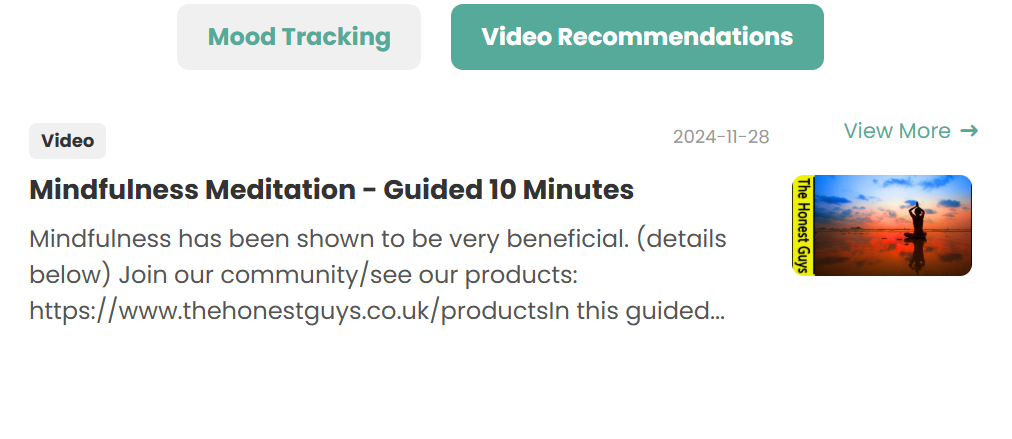 Mood Tracking
Video Recommendations
Video
2024-11-28
View More →
Mindfulness Meditation - Guided 10 Minutes
Mindfulness has been shown to be very beneficial. (details
below) Join our community/see our products:
https://www.thehonestguys.co.uk/productsIn this guided...
The Honest Guys